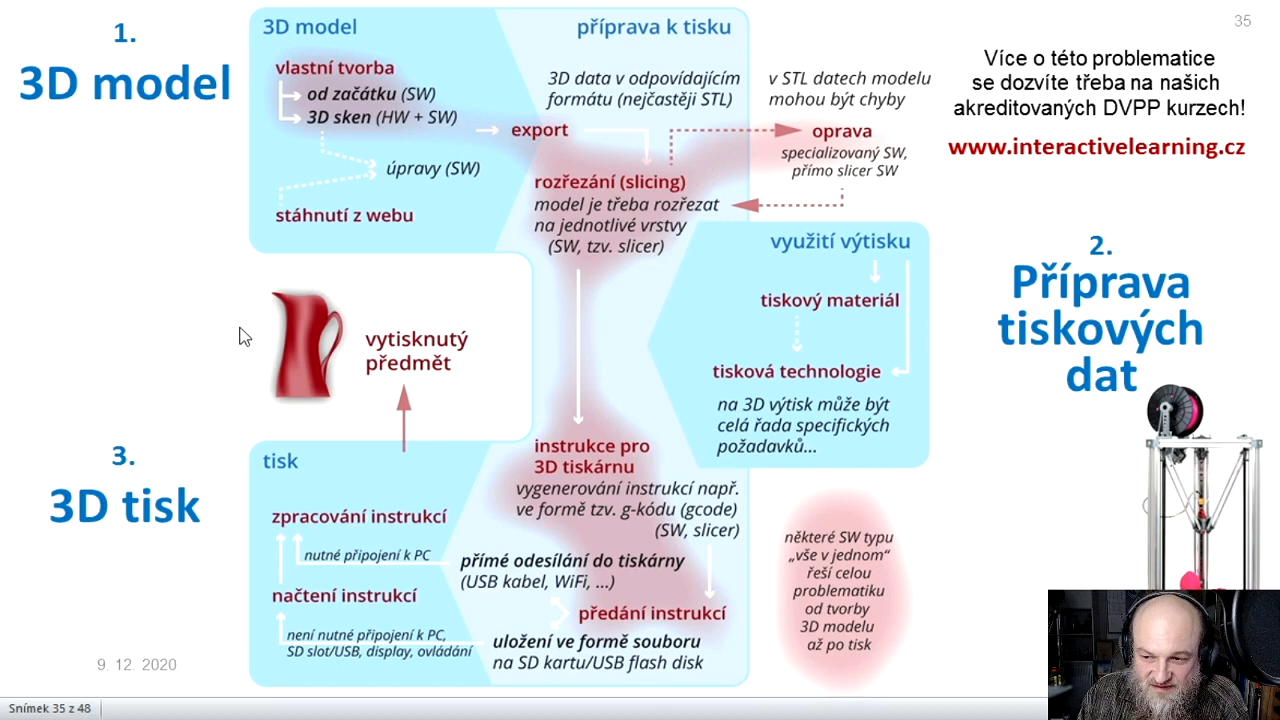 35
1.
3D model
3D model
vlastní tvorba
od začátku (SW)
3D sken (HW + SW)
úpravy (SW)
stáhnutí z webu
příprava k tisku
3D data v odpovídajícím
formátu (nejčastěji STL)
export
rozřezání (slicing)
model je třeba rozřezat
na jednotlivé vrstvy
(SW, tzv. slicer)
v STL datech modelu
mohou být chyby
oprava
specializovaný SW,
přímo slicer SW
Více o této problematice
se dozvíte třeba na našich
akreditovaných DVPP kurzech!
www.interactivelearning.cz
2.
Příprava
tiskových
dat
využití výtisku
tiskový materiál
tisková technologie
na 3D výtisk může být
celá řada specifických
požadavků...
vytisknutý
předmět
3.
3D tisk
tisk
zpracování instrukcí
nutné připojení k PC
načtení instrukcí
není nutné připojení k PC,
SD slot/USB, display, ovládání
instrukce pro
3D tiskárnu
vygenerování instrukcí např.
ve formě tzv. g-kódu (gcode)
(SW, slicer)
přímé odesílání do tiskárny
(USB kabel, WiFi, ...)
předání instrukcí
uložení ve formě souboru
na SD kartu/USB flash disk
některé SW typu
„vše v jednom“
řeší celou
problematiku
od tvorby
3D modelu
až po tisk
9. 12. 2020
Snímek 35 z 48